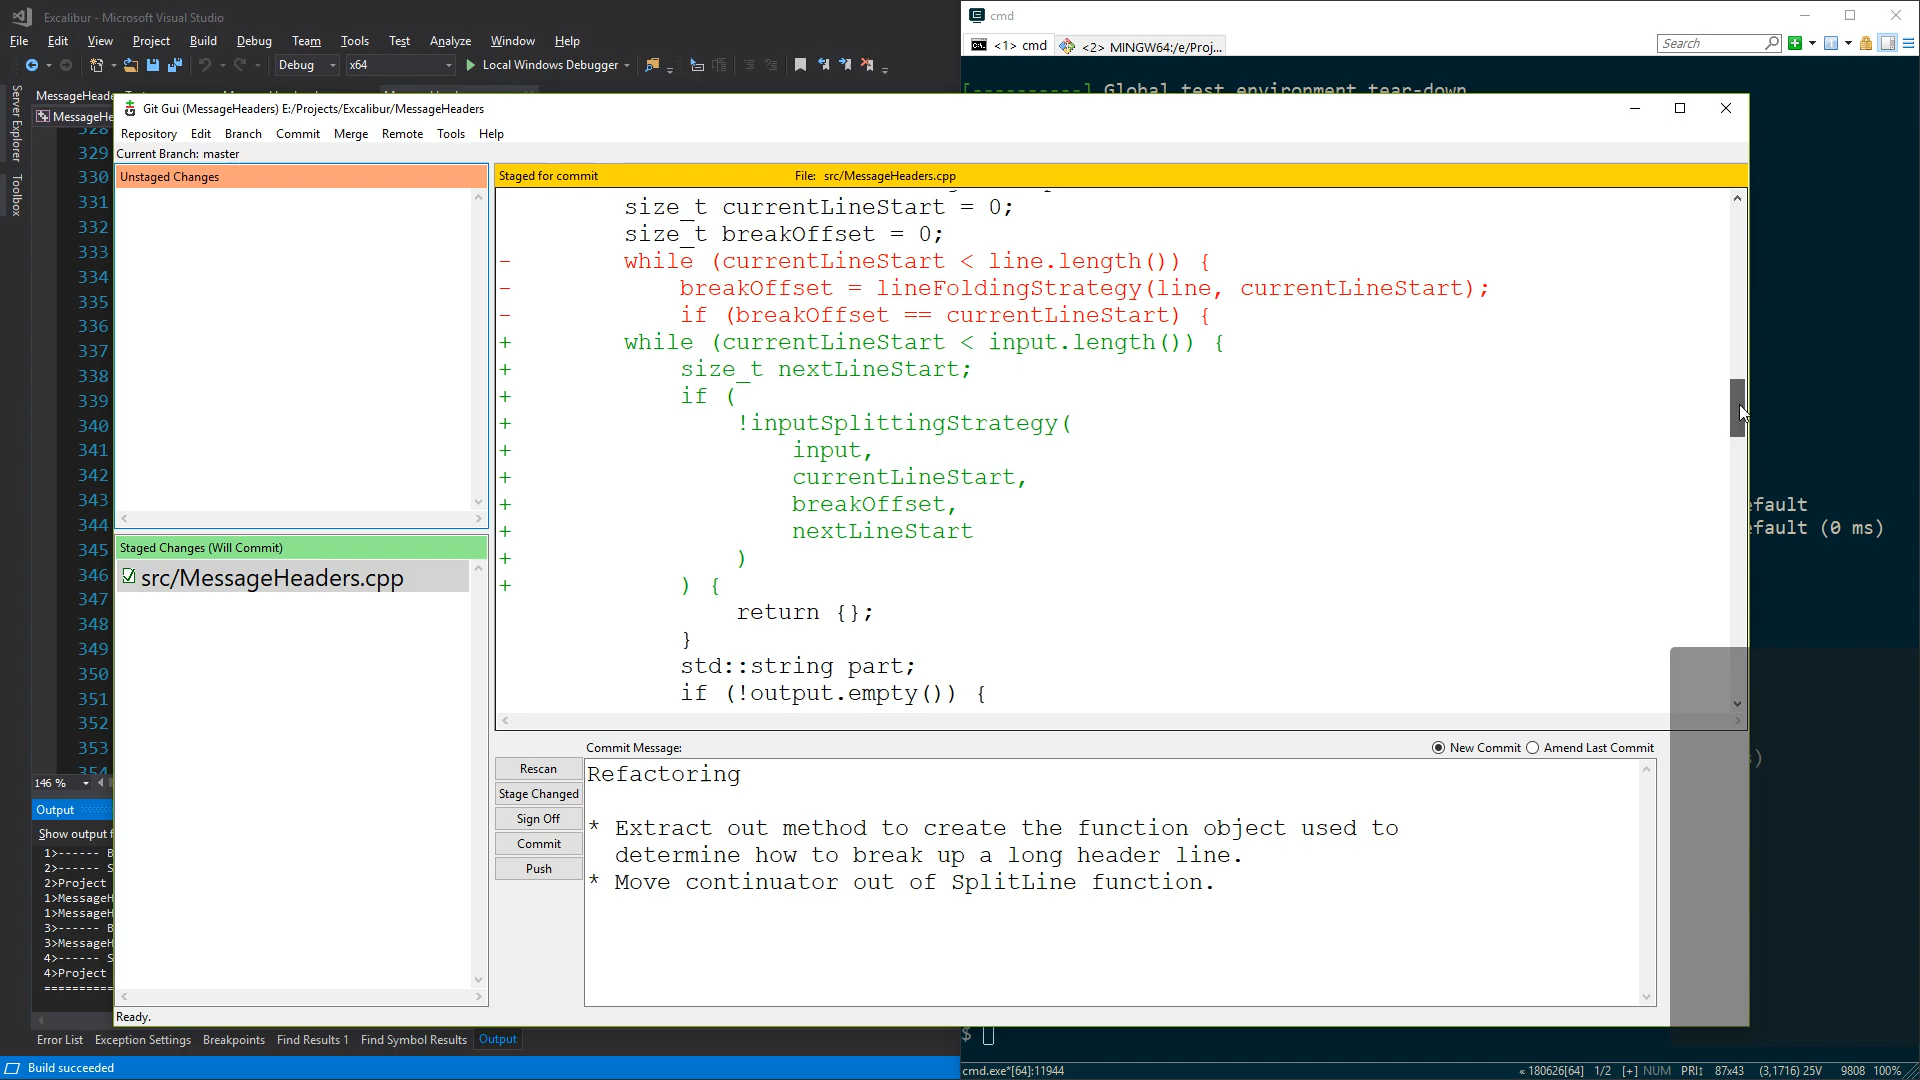 Excalibur - Microsoft Visual Studio
File Edit View Project Build Debug Team Tools Test Analyze Window Help
Debug x64 Local Windows Debugger
Server Explorer
Toolbox
MessageHeade
MessageHe
328
329
330
331
332
333
334
335
336
337
338
339
340
341
342
343
344
345
346
347
348
349
350
351
352
353
354
146 %
Output
Show output f
1>------ B
2>------ S
2>Project
1>MessageH
1>MessageH
3>------ B
3>MessageH
4>------ S
4>Project
==========
Error List Exception Settings Breakpoints Find Results 1 Find Symbol Results Output
Build succeeded
Git Gui (MessageHeaders) E:/Projects/Excalibur/MessageHeaders
Repository Edit Branch Commit Merge Remote Tools Help
Current Branch: master
Unstaged Changes
Staged Changes (Will Commit)
src/MessageHeaders.cpp
Staged for commit File: src/MessageHeaders.cpp
size_t currentLineStart = 0;
size_t breakOffset = 0;
- while (currentLineStart < line.length()) {
- breakOffset = lineFoldingStrategy(line, currentLineStart);
- if (breakOffset == currentLineStart) {
+ while (currentLineStart < input.length()) {
+ size_t nextLineStart;
+ if (
+ !inputSplittingStrategy(
+ input,
+ currentLineStart,
+ breakOffset,
+ nextLineStart
+ )
+ ) {
return {};
}
std::string part;
if (!output.empty()) {
Commit Message: New Commit Amend Last Commit
Rescan
Stage Changed
Sign Off
Commit
Push
Refactoring
* Extract out method to create the function object used to
determine how to break up a long header line.
* Move continuator out of SplitLine function.
Ready.
cmd
<1> cmd <2> MINGW64:/e/Proj...
Search
[----------] Global test environment tear-down
efault
efault (0 ms)
)
$
cmd.exe*[64]:11944 « 180626[64] 1/2 [+] NUM PRI↕ 87x43 (3,1716) 25V 9808 100%